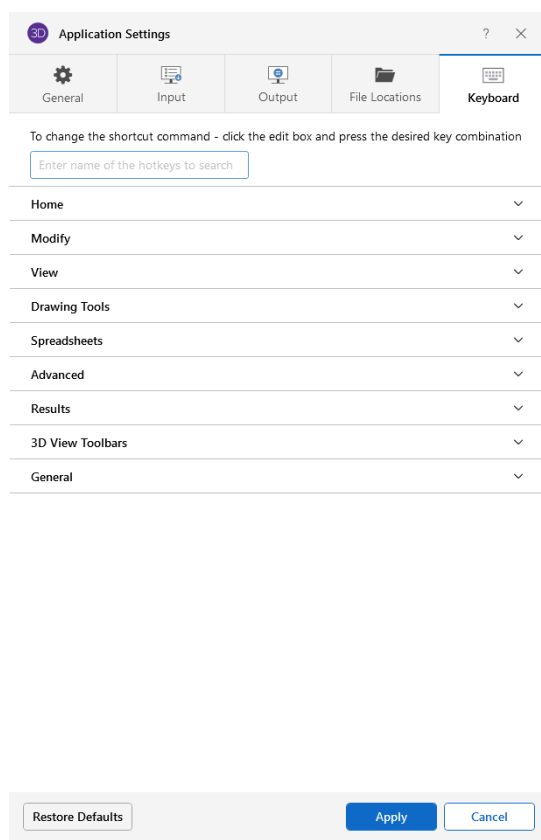 3D Application Settings ?
General Input Output File Locations Keyboard
To change the shortcut command - click the edit box and press the desired key combination
Enter name of the hotkeys to search
Home
Modify
View
Drawing Tools
Spreadsheets
Advanced
Results
3D View Toolbars
General
Restore Defaults Apply Cancel